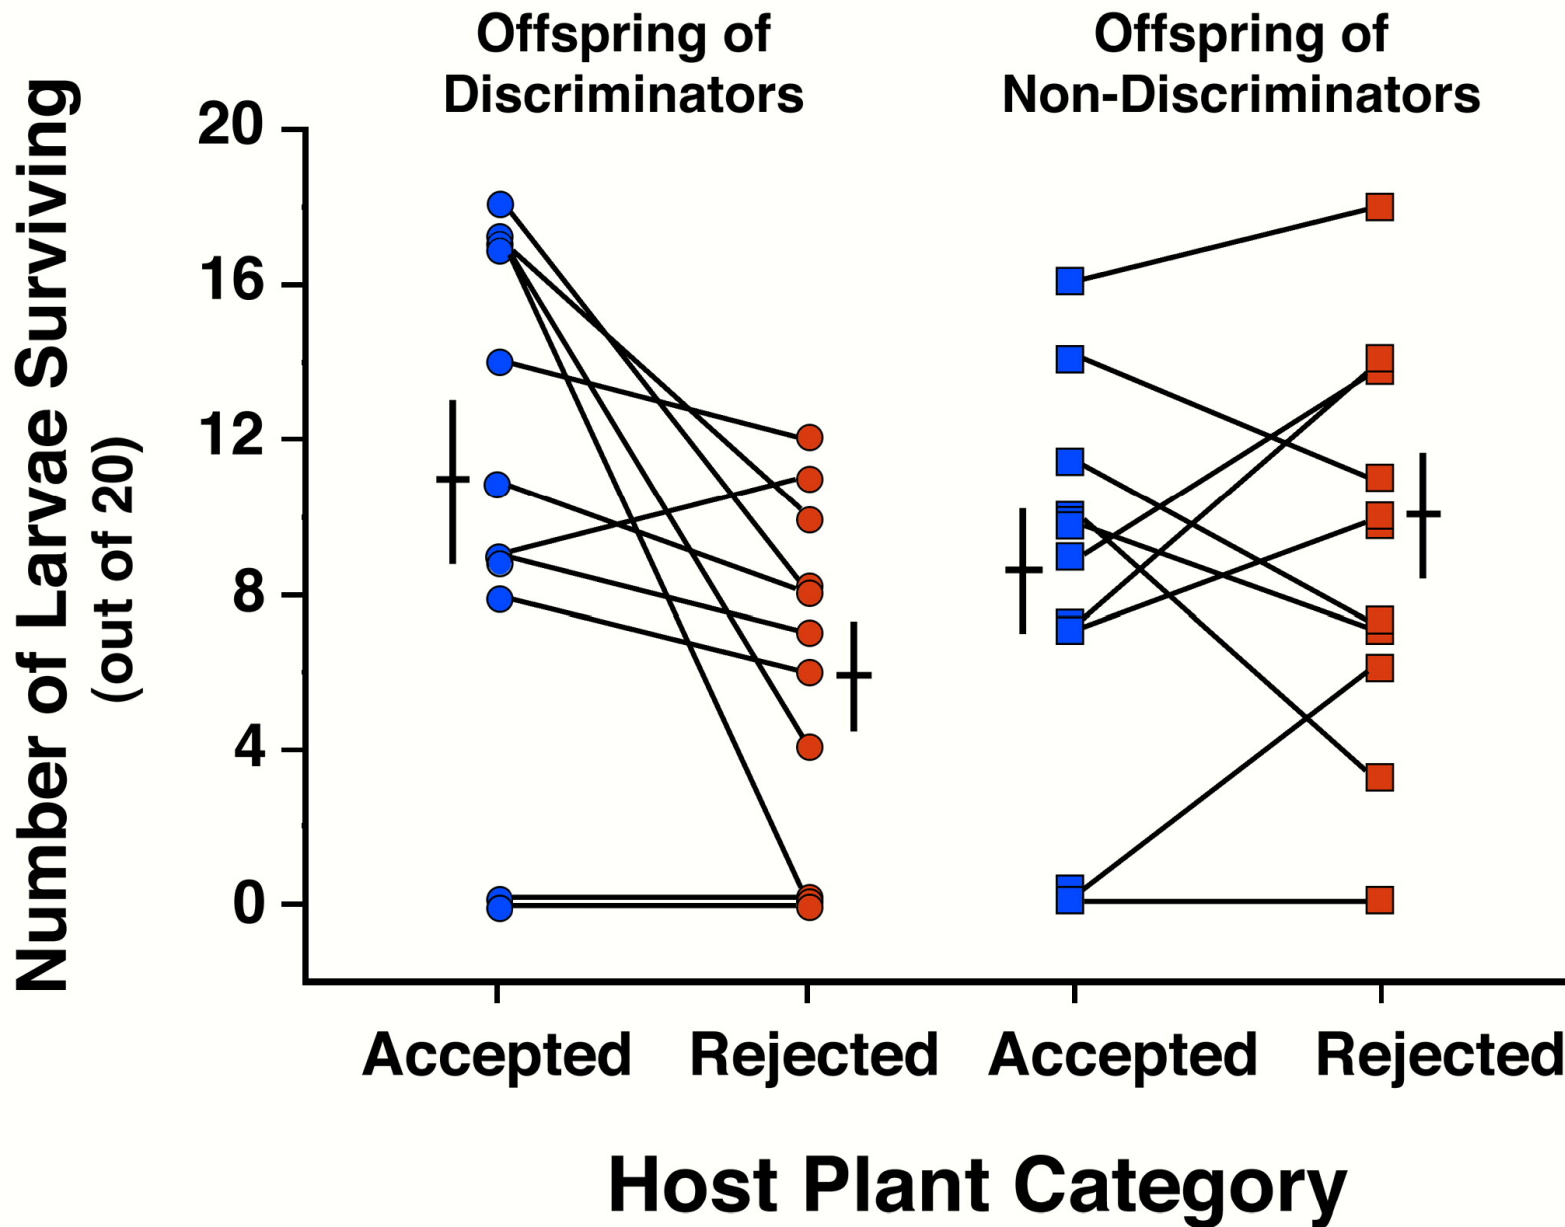 Offspring of
Discriminators
Offspring of
Non-Discriminators
Number of Larvae Surviving
(out of 20)
20
16
12
8
4
0
Accepted
Rejected
Accepted
Rejected
Host Plant Category